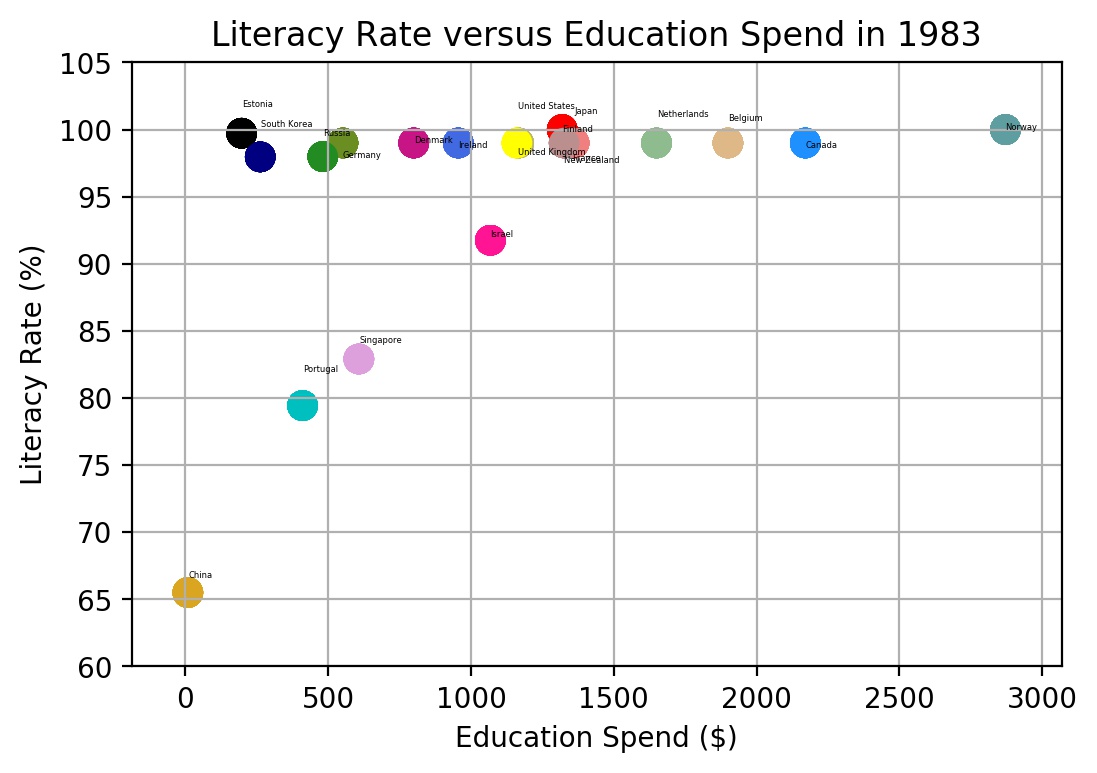 Literacy Rate versus Education Spend in 1983
105
100
95
90
85
80
75
70
65
60
Literacy Rate (%)
Estonia
South Korea
Russia
Germany
Denmark
Ireland
United States
Japan
Finland
United Kingdom
France
New Zealand
Netherlands
Belgium
Canada
Norway
Israel
Singapore
Portugal
China
0
500
1000
1500
2000
2500
3000
Education Spend ($)